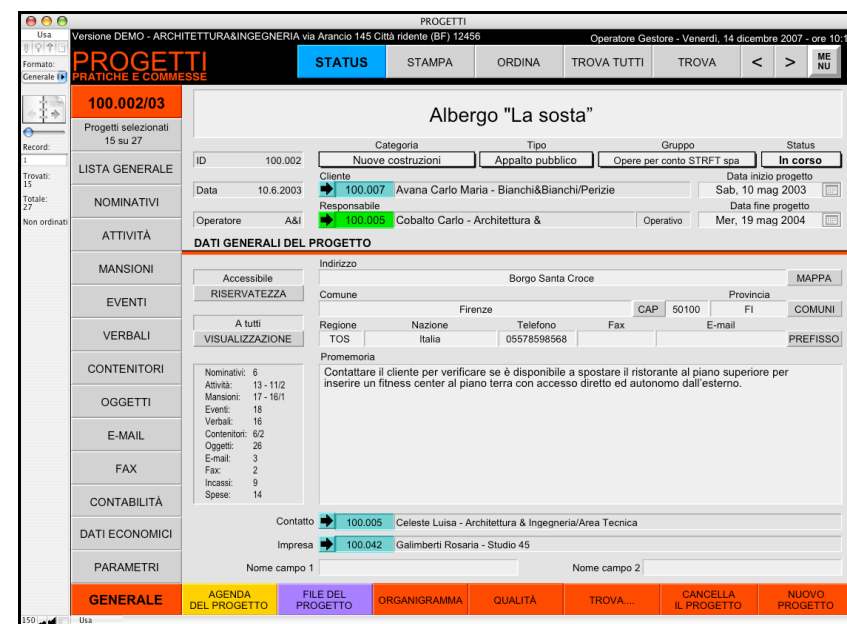 PROGETTI
Usa
Versione DEMO - ARCHITETTURA&INGEGNERIA via Arancio 145 Città ridente (BF) 12456
Operatore Gestore - Venerdì, 14 dicembre 2007 - ore 10:1
Formato:
Generale
PROGETTI
PRATICHE E COMMESSE
STATUS
STAMPA
ORDINA
TROVA TUTTI
TROVA
<
>
ME
NU
Record:
1
Trovati:
15
Totale:
27
Non ordinati
100.002/03
Progetti selezionati
15 su 27
LISTA GENERALE
NOMINATIVI
ATTIVITÀ
MANSIONI
EVENTI
VERBALI
CONTENITORI
OGGETTI
E-MAIL
FAX
CONTABILITÀ
DATI ECONOMICI
PARAMETRI
GENERALE
Albergo "La sosta”
Categoria Tipo Gruppo Status
ID 100.002 Nuove costruzioni Appalto pubblico Opere per conto STRFT spa In corso
Cliente Data inizio progetto
Data 10.6.2003 100.007 Avana Carlo Maria - Bianchi&Bianchi/Perizie Sab, 10 mag 2003
Responsabile Data fine progetto
Operatore A&I 100.005 Cobalto Carlo - Architettura & Operativo Mer, 19 mag 2004
DATI GENERALI DEL PROGETTO
Indirizzo
Accessibile Borgo Santa Croce MAPPA
RISERVATEZZA Comune Provincia
Firenze CAP 50100 FI COMUNI
A tutti Regione Nazione Telefono Fax E-mail
VISUALIZZAZIONE TOS Italia 05578598568 PREFISSO
Promemoria
Contattare il cliente per verificare se è disponibile a spostare il ristorante al piano superiore per
inserire un fitness center al piano terra con accesso diretto ed autonomo dall'esterno.
Nominativi: 6
Attività: 13 - 11/2
Mansioni: 17 - 16/1
Eventi: 18
Verbali: 16
Contenitori: 6/2
Oggetti: 26
E-mail: 3
Fax: 2
Incassi: 9
Spese: 14
Contatto 100.005 Celeste Luisa - Architettura & Ingegneria/Area Tecnica
Impresa 100.042 Galimberti Rosaria - Studio 45
Nome campo 1 Nome campo 2
AGENDA
DEL PROGETTO
FILE DEL
PROGETTO
ORGANIGRAMMA
QUALITÀ
TROVA....
CANCELLA
IL PROGETTO
NUOVO
PROGETTO
150
Usa